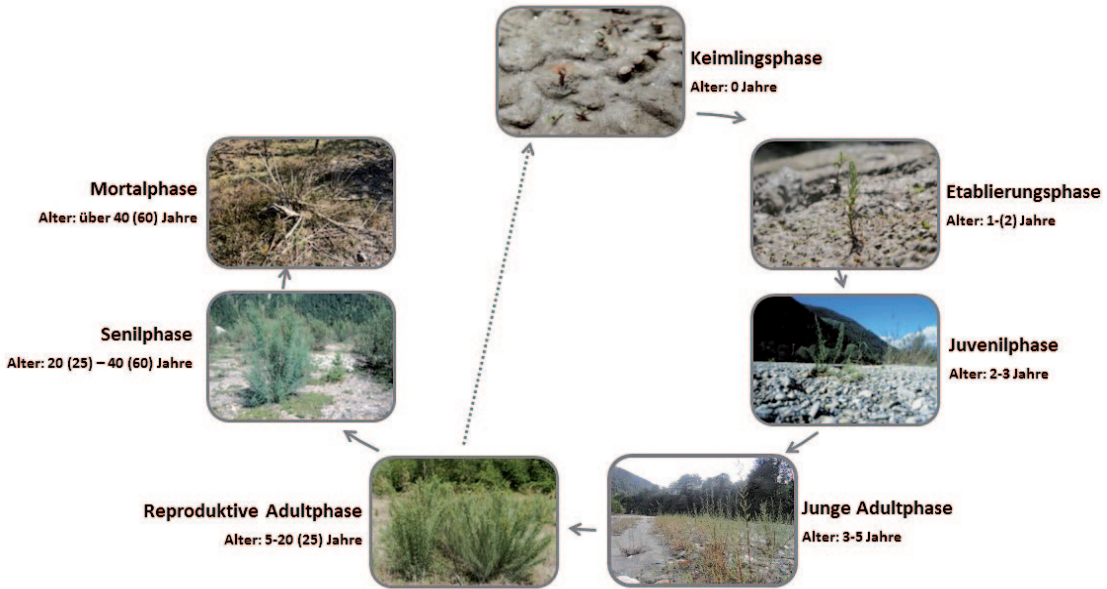 Keimlingsphase
Alter: 0 Jahre
Etablierungsphase
Alter: 1-(2) Jahre
Juvenilphase
Alter: 2-3 Jahre
Junge Adultphase
Alter: 3-5 Jahre
Reproduktive Adultphase
Alter: 5-20 (25) Jahre
Senilphase
Alter: 20 (25) – 40 (60) Jahre
Mortalphase
Alter: über 40 (60) Jahre